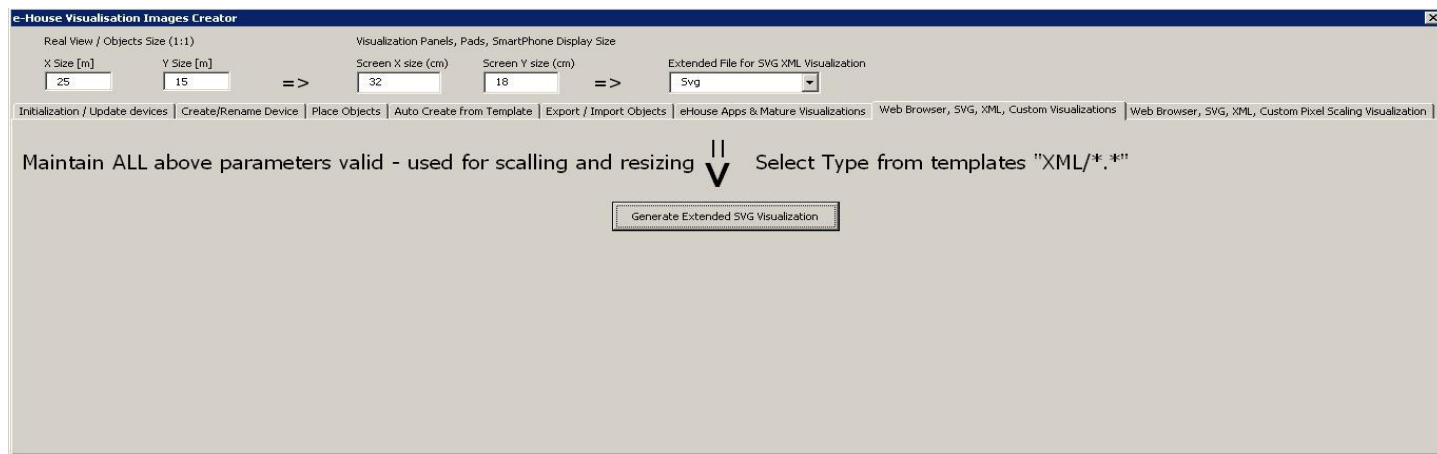 e-House Visualisation Images Creator
Real View / Objects Size (1:1) Visualization Panels, Pads, SmartPhone Display Size
X Size [m] Y Size [m] Screen X size (cm) Screen Y size (cm) Extended File for SVG XML Visualization
25 15 => 32 18 => Svg
Initialization / Update devices Create/Rename Device Place Objects Auto Create from Template Export / Import Objects eHouse Apps & Mature Visualizations Web Browser, SVG, XML, Custom Visualizations Web Browser, SVG, XML, Custom Pixel Scaling Visualization
Maintain ALL above parameters valid - used for scalling and resizing || V Select Type from templates "XML/*.*"
Generate Extended SVG Visualization